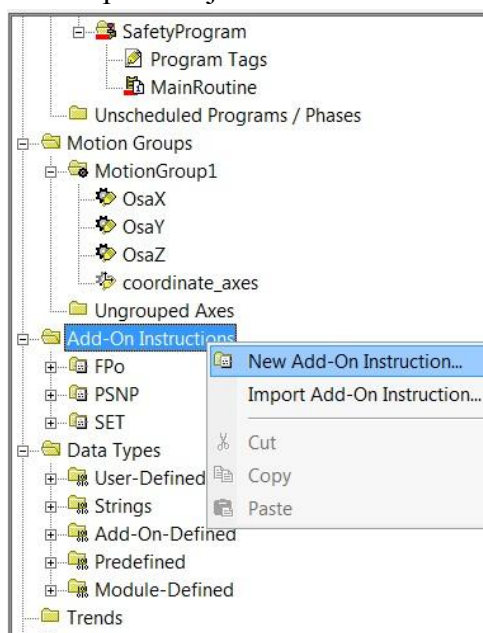 SafetyProgram
Program Tags
MainRoutine
Unscheduled Programs / Phases
Motion Groups
MotionGroup1
OsaX
OsaY
OsaZ
coordinate_axes
Ungrouped Axes
Add-On Instructions
New Add-On Instruction...
FPo
Import Add-On Instruction...
PSNP
SET
Cut
Data Types
Copy
User-Defined
Paste
Strings
Add-On-Defined
Predefined
Module-Defined
Trends